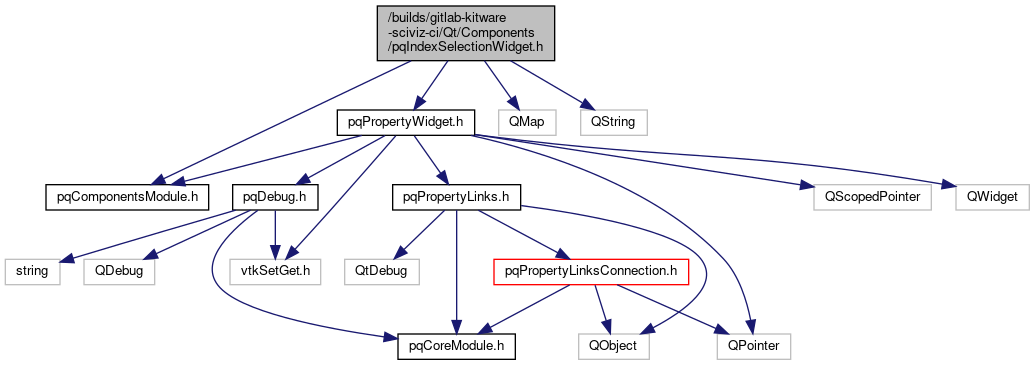 /builds/gitlab-kitware
-sciviz-ci/Qt/Components
/pqIndexSelectionWidget.h
pqPropertyWidget.h
QMap
QString
pqComponentsModule.h
pqDebug.h
pqPropertyLinks.h
QScopedPointer
QWidget
string
QDebug
vtkSetGet.h
QtDebug
pqPropertyLinksConnection.h
pqCoreModule.h
QObject
QPointer